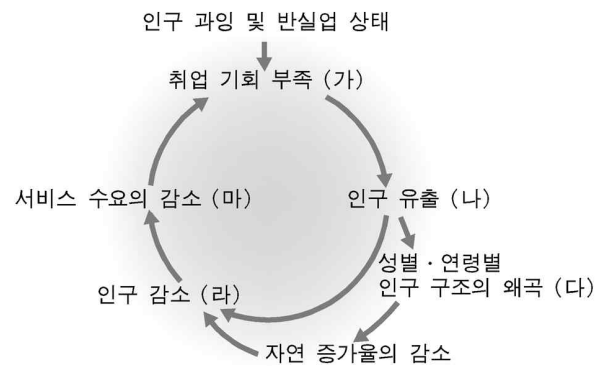 인구 과잉 및 반실업 상태
취업 기회 부족 (가)
서비스 수요의 감소 (마)
인구 유출 (나)
성별·연령별
인구 구조의 왜곡 (다)
인구 감소 (라)
자연 증가율의 감소